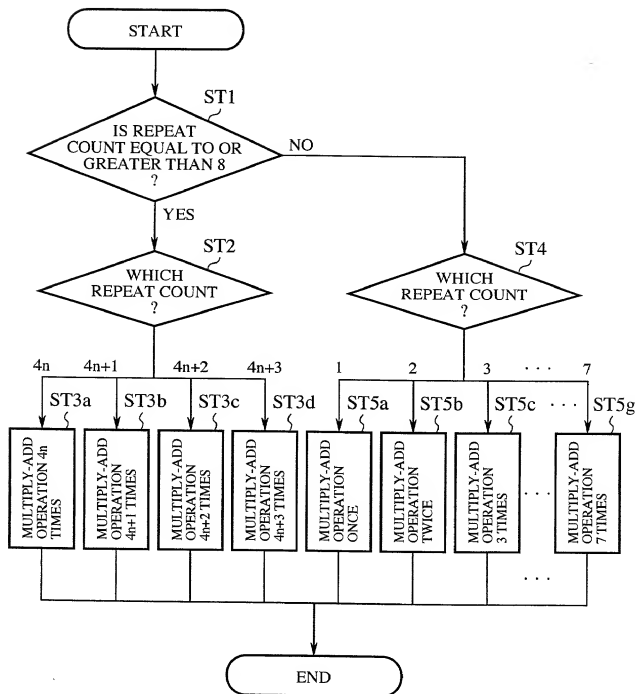 START
ST1
IS REPEAT
COUNT EQUAL TO OR
GREATER THAN 8
?
NO
YES
ST2
WHICH
REPEAT COUNT
?
ST4
WHICH
REPEAT COUNT
?
4n 4n+1 4n+2 4n+3 1 2 3 · · · · 7
ST3a ST3b ST3c ST3d ST5a ST5b ST5c · · · · ST5g
MULTIPLY-ADD
OPERATION 4n
TIMES
MULTIPLY-ADD
OPERATION
4n+1 TIMES
MULTIPLY-ADD
OPERATION
4n+2 TIMES
MULTIPLY-ADD
OPERATION
4n+3 TIMES
MULTIPLY-ADD
OPERATION
ONCE
MULTIPLY-ADD
OPERATION
TWICE
MULTIPLY-ADD
OPERATION
3 TIMES
· · · ·
MULTIPLY-ADD
OPERATION
7 TIMES
· · · ·
END